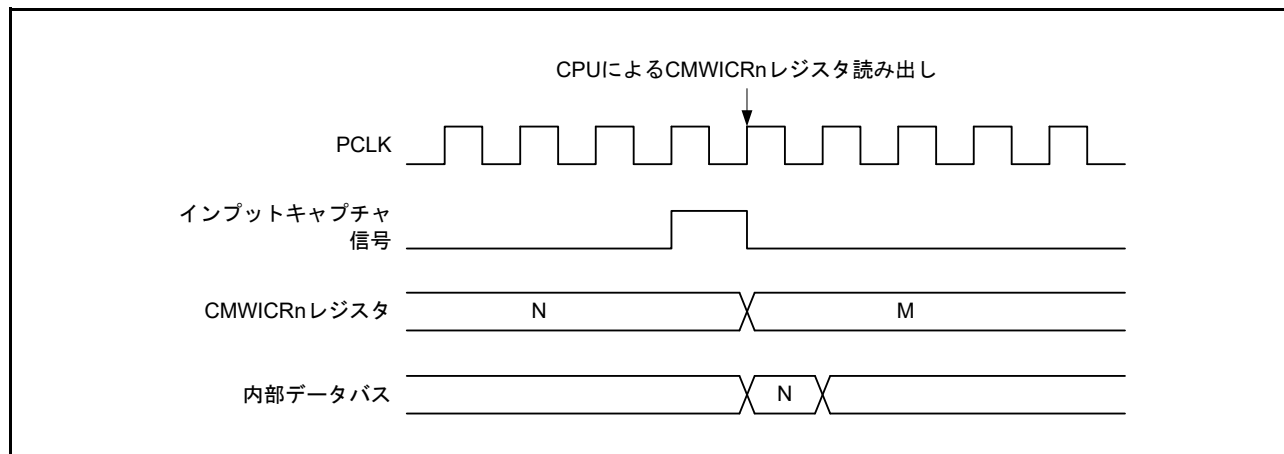 CPUによるCMWICRnレジスタ読み出し
PCLK
インプットキャプチャ
信号
CMWICRnレジスタ
N
M
内部データバス
N